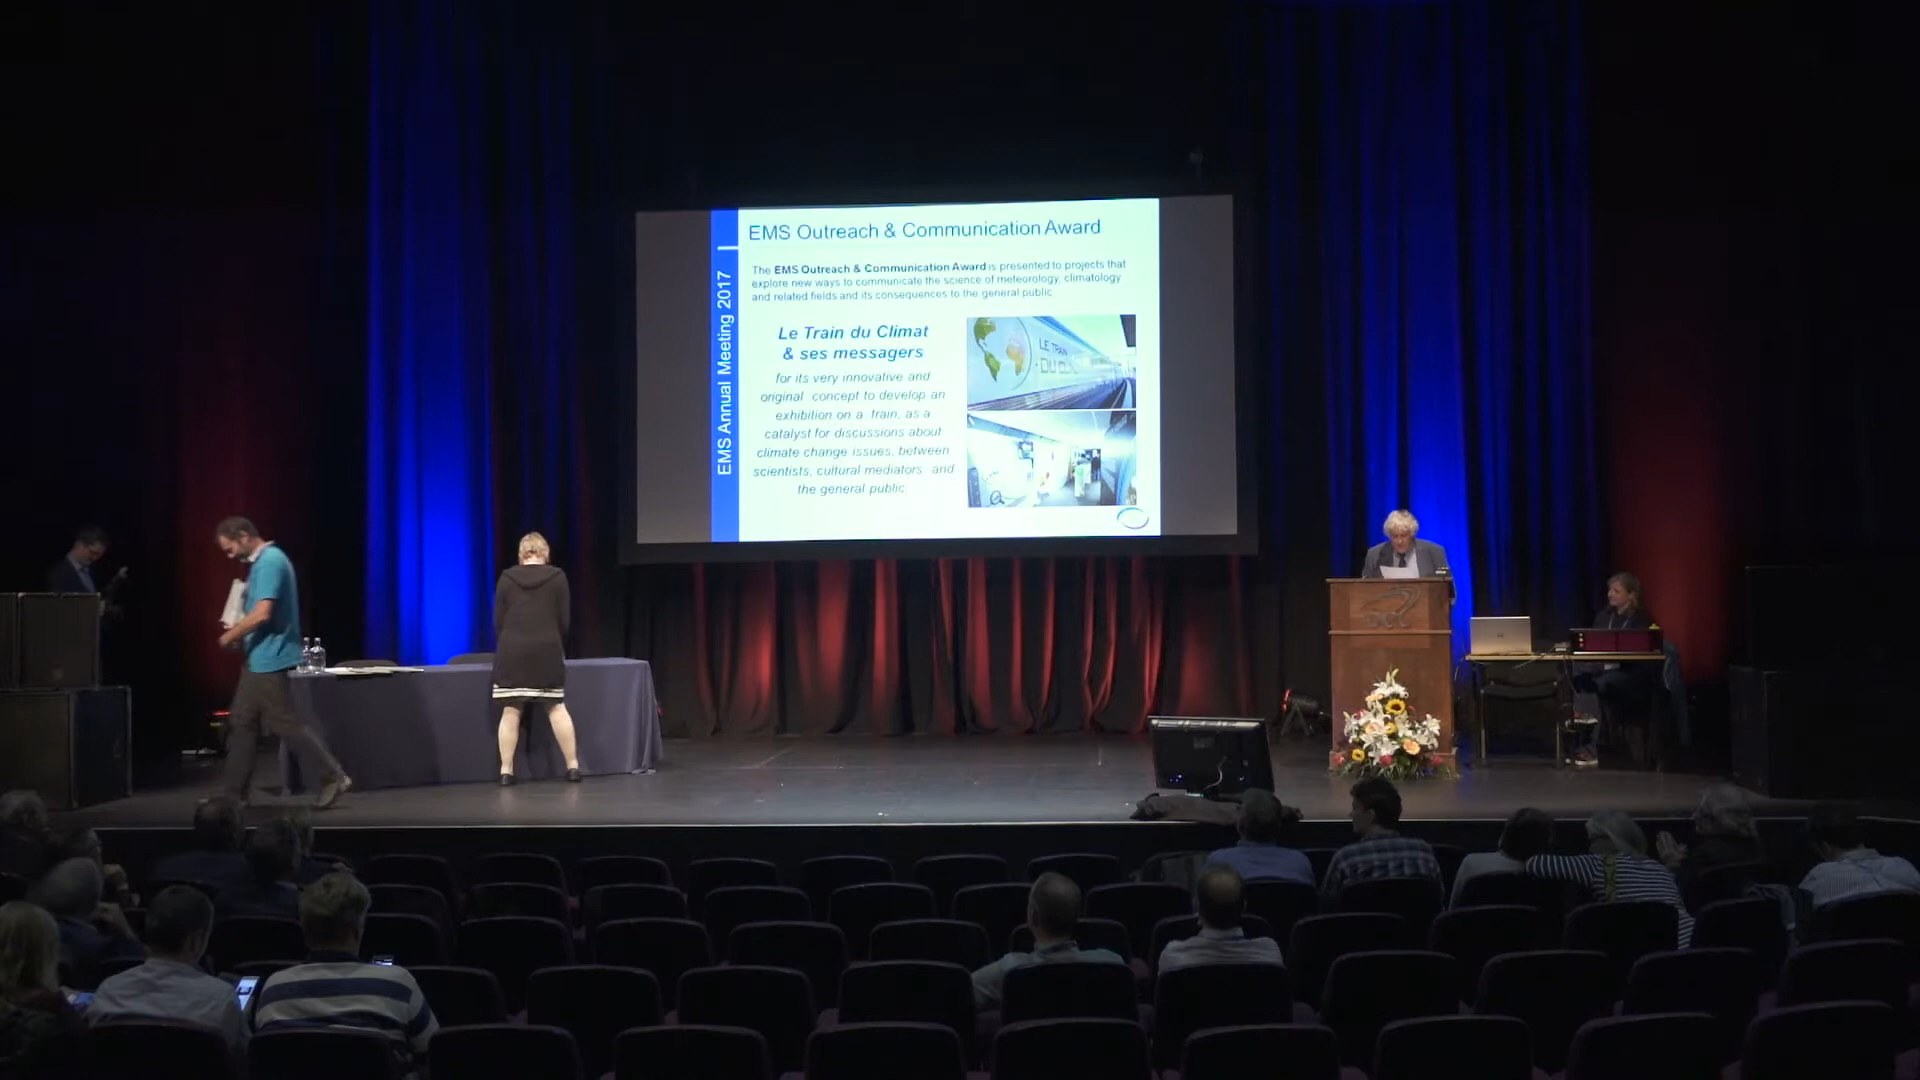 EMS Outreach & Communication Award
The EMS Outreach & Communication Award is presented to projects that
explore new ways to communicate the science of meteorology, climatology
and related fields and its consequences to the general public.
EMS Annual Meeting 2017
Le Train du Climat
& ses messagers
for its very innovative and
original concept to develop an
exhibition on a train, as a
catalyst for discussions about
climate change issues, between
scientists, cultural mediators and
the general public.
LE TRAIN